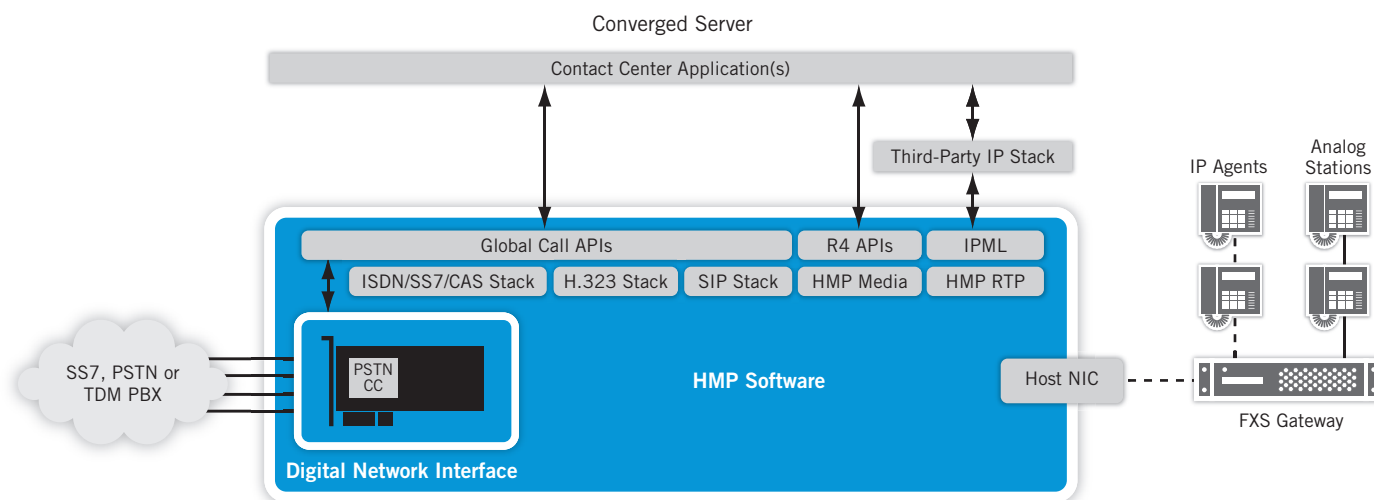 Converged Server
Contact Center Application(s)
Third-Party IP Stack
IP Agents
Analog
Stations
Global Call APIs
R4 APIs
IPML
ISDN/SS7/CAS Stack
H.323 Stack
SIP Stack
HMP Media
HMP RTP
SS7, PSTN or
TDM PBX
PSTN
CC
HMP Software
Host NIC
FXS Gateway
Digital Network Interface